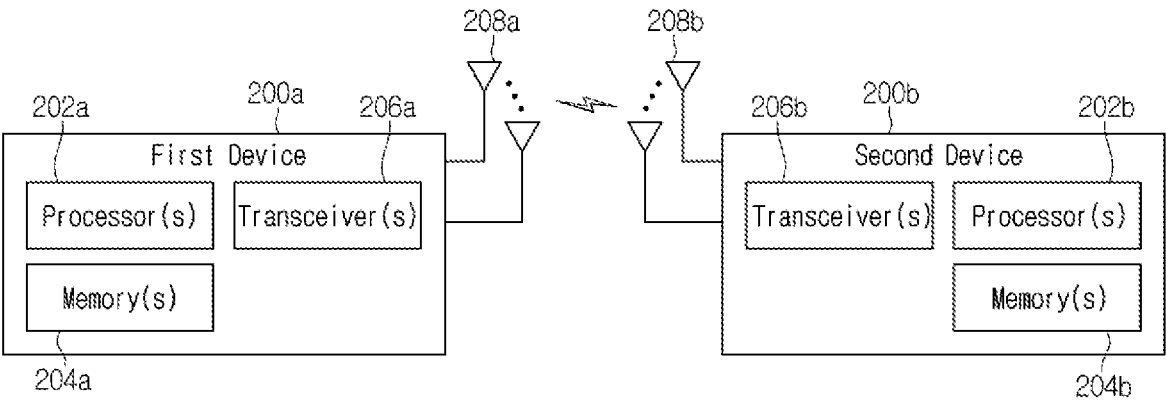 208a 208b
202a 200a 206a 206b 200b 202b
First Device Second Device
Processor(s) Transceiver(s) Transceiver(s) Processor(s)
Memory(s) Memory(s)
204a 204b